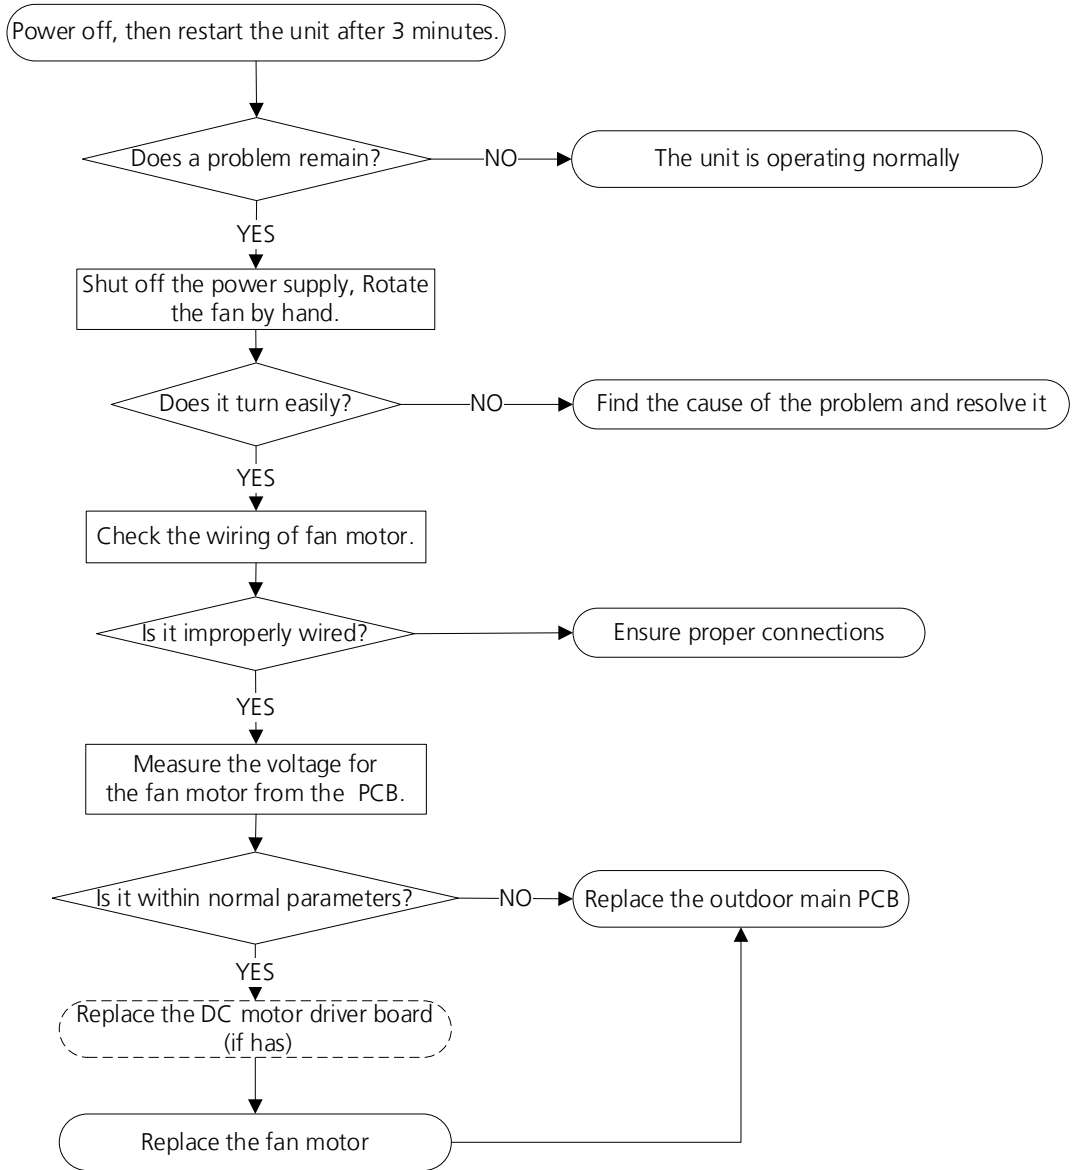 Power off, then restart the unit after 3 minutes.
Does a problem remain?
NO
The unit is operating normally
YES
Shut off the power supply, Rotate
the fan by hand.
Does it turn easily?
NO
Find the cause of the problem and resolve it
YES
Check the wiring of fan motor.
Is it improperly wired?
Ensure proper connections
YES
Measure the voltage for
the fan motor from the PCB.
Is it within normal parameters?
NO
Replace the outdoor main PCB
YES
Replace the DC motor driver board
(if has)
Replace the fan motor